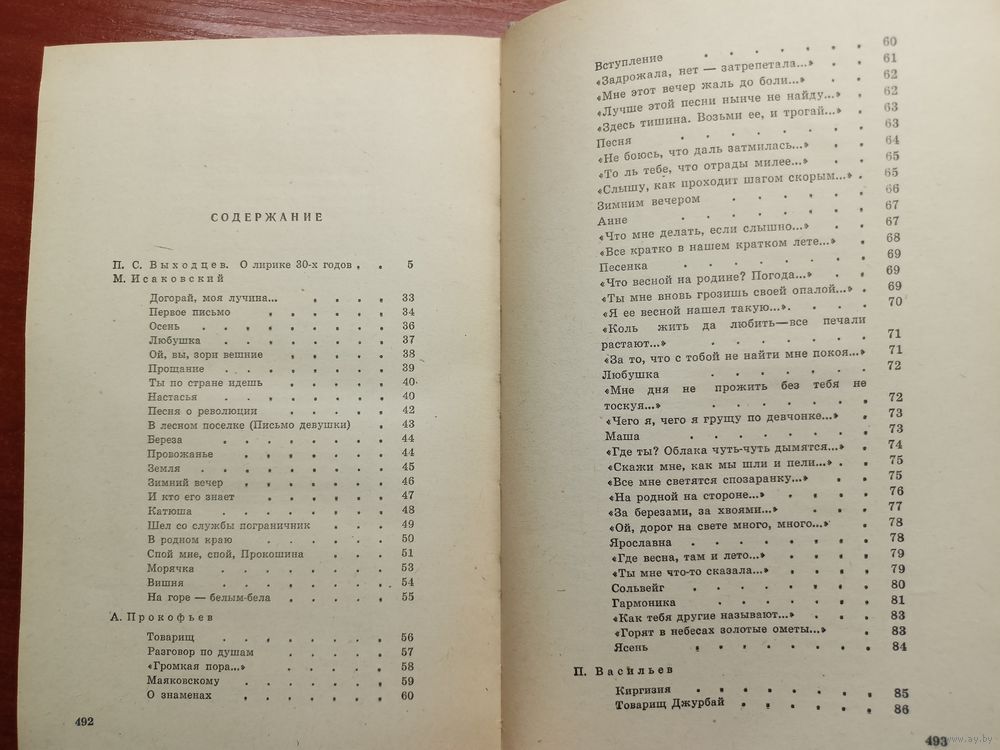 СОДЕРЖАНИЕ
П. С. Выходцев. О лирике 30-х годов . . 5
М. Исаковский
Догорай, моя лучина... . . . . 33
Первое письмо . . . . . 34
Осень . . . . . . . 36
Любушка . . . . . . 37
Ой, вы, зори вешние . . . . 38
Прощание . . . . . . 39
Ты по стране идешь . . . . 40
Настасья . . . . . . 40
Песня о революции . . . . 42
В лесном поселке (Письмо девушки) . 43
Береза . . . . . . 44
Провожанье . . . . . 44
Земля . . . . . . . 45
Зимний вечер . . . . . 46
И кто его знает . . . . . 47
Катюша . . . . . . 48
Шел со службы пограничник . . . 49
В родном краю . . . . . 50
Спой мне, спой, Прокошина . . . 51
Морячка . . . . . . 53
Вишня . . . . . . 54
На горе — белым-бела . . . . 55
А. Прокофьев
Товарищ . . . . . . 56
Разговор по душам . . . . 57
«Громкая пора...» . . . . 58
Маяковскому . . . . . 59
О знаменах . . . . . 60
492
Вступление . . . . . . 60
«Задрожала, нет — затрепетала...» . . 61
«Мне этот вечер жаль до боли...» . . 62
«Лучше этой песни нынче не найду...» . 62
«Здесь тишина. Возьми ее, и трогай...» . 63
Песня . . . . . . . 63
«Не боюсь, что даль затмилась...» . . 64
«То ль тебе, что отрады милее...» . . 65
«Слышу, как проходит шагом скорым...» . 65
Зимним вечером . . . . . 66
Анне . . . . . . . 67
«Что мне делать, если слышно...» . . 67
«Все кратко в нашем кратком лете...» . 68
Песенка . . . . . . 69
«Что весной на родине? Погода...» . . 69
«Ты мне вновь грозишь своей опалой...» . 69
«Я ее весной нашел такую...» . . . 70
«Коль жить да любить—все печали
растают...» . . . . . 71
«За то, что с тобой не найти мне покоя...» 71
Любушка . . . . . . 72
«Мне дня не прожить без тебя не
тоскуя...» . . . . . 72
«Чего я, чего я грущу по девчонке...» . 73
Маша . . . . . . . 73
«Где ты? Облака чуть-чуть дымятся...» . 74
«Скажи мне, как мы шли и пели...» . . 75
«Все мне светятся спозаранку...» . . 75
«На родной на стороне...» . . . 76
«За березами, за хвоями...» . . . 77
«Ой, дорог на свете много, много...» . 78
Ярославна . . . . . . 78
«Где весна, там и лето...» . . . . 79
«Ты мне что-то сказала...» . . . . 79
Сольвейг . . . . . . 80
Гармоника . . . . . . 81
«Как тебя другие называют...» . . . 83
«Горят в небесах золотые ометы...» . 83
Ясень . . . . . . . 84
П. Васильев
Киргизия . . . . . . 85
Товарищ Джурбай . . . . . 86
493
www.ay.by